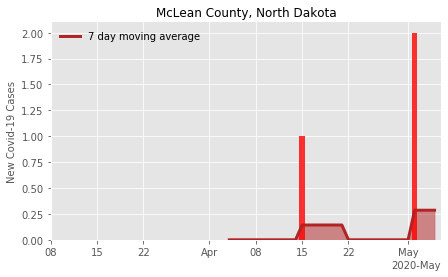 McLean County, North Dakota
7 day moving average
New Covid-19 Cases
2.00
1.75
1.50
1.25
1.00
0.75
0.50
0.25
0.00
08 15 22 Apr 08 15 22 May
2020-May